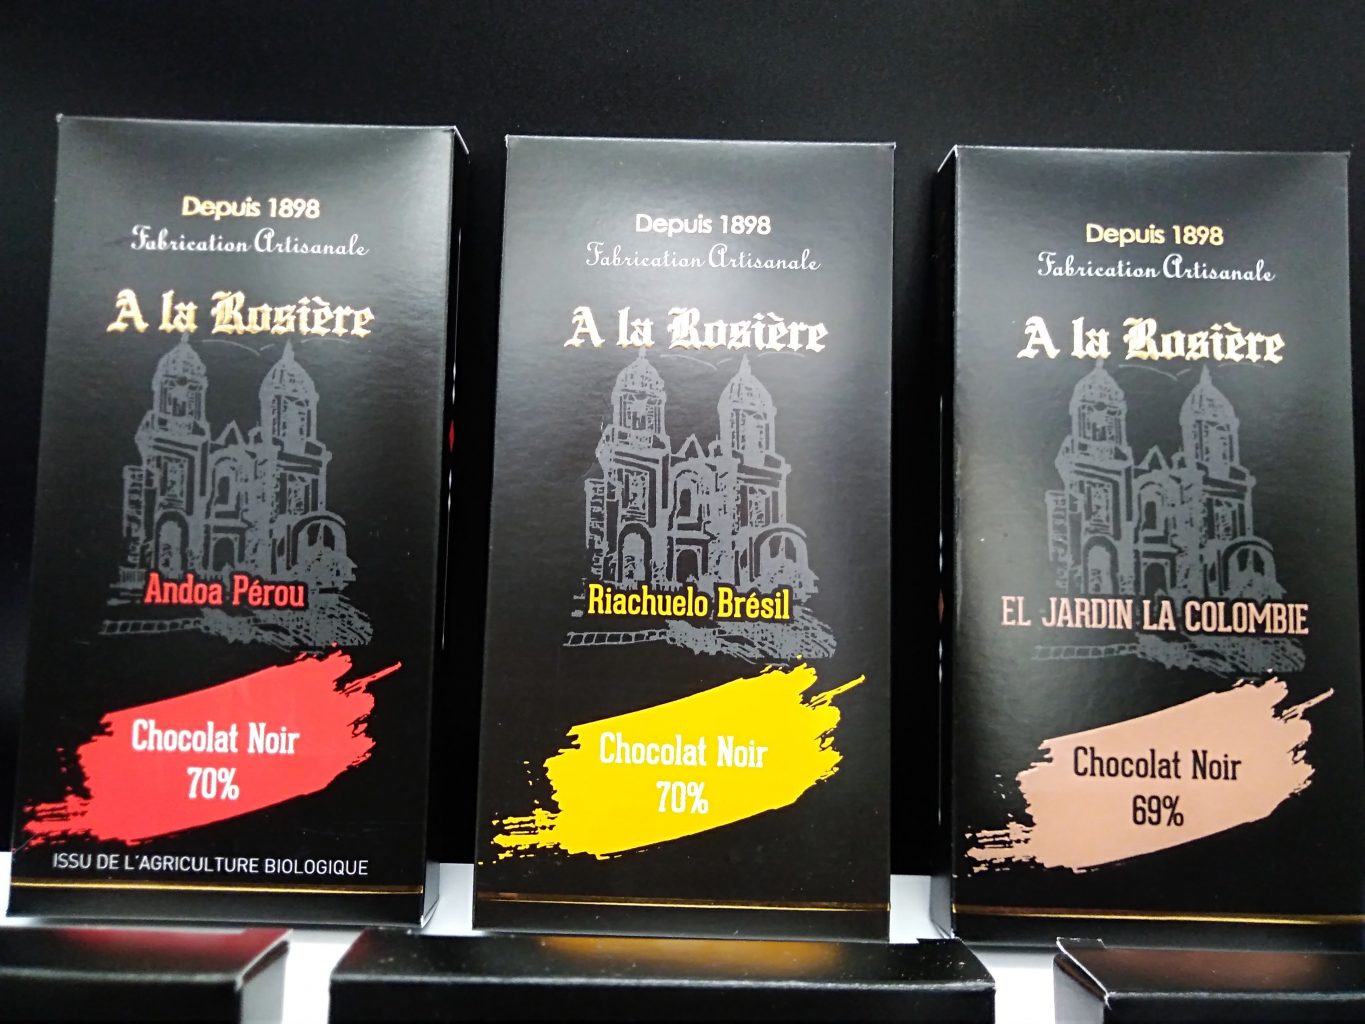 Depuis 1898
Fabrication Artisanale
A la Rosière
Andoa Pérou
Chocolat Noir
70%
ISSU DE L'AGRICULTURE BIOLOGIQUE
Depuis 1898
Fabrication Artisanale
A la Rosière
Riachuelo Brésil
Chocolat Noir
70%
Depuis 1898
Fabrication Artisanale
A la Rosière
EL JARDIN LA COLOMBIE
Chocolat Noir
69%